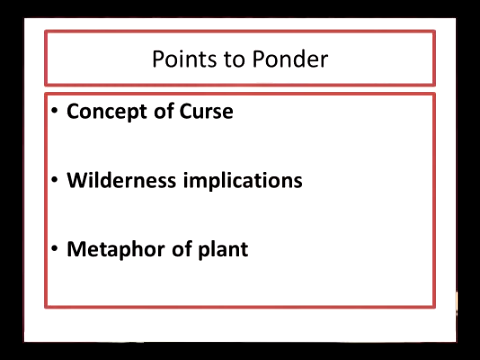 Points to Ponder
• Concept of Curse
• Wilderness implications
• Metaphor of plant